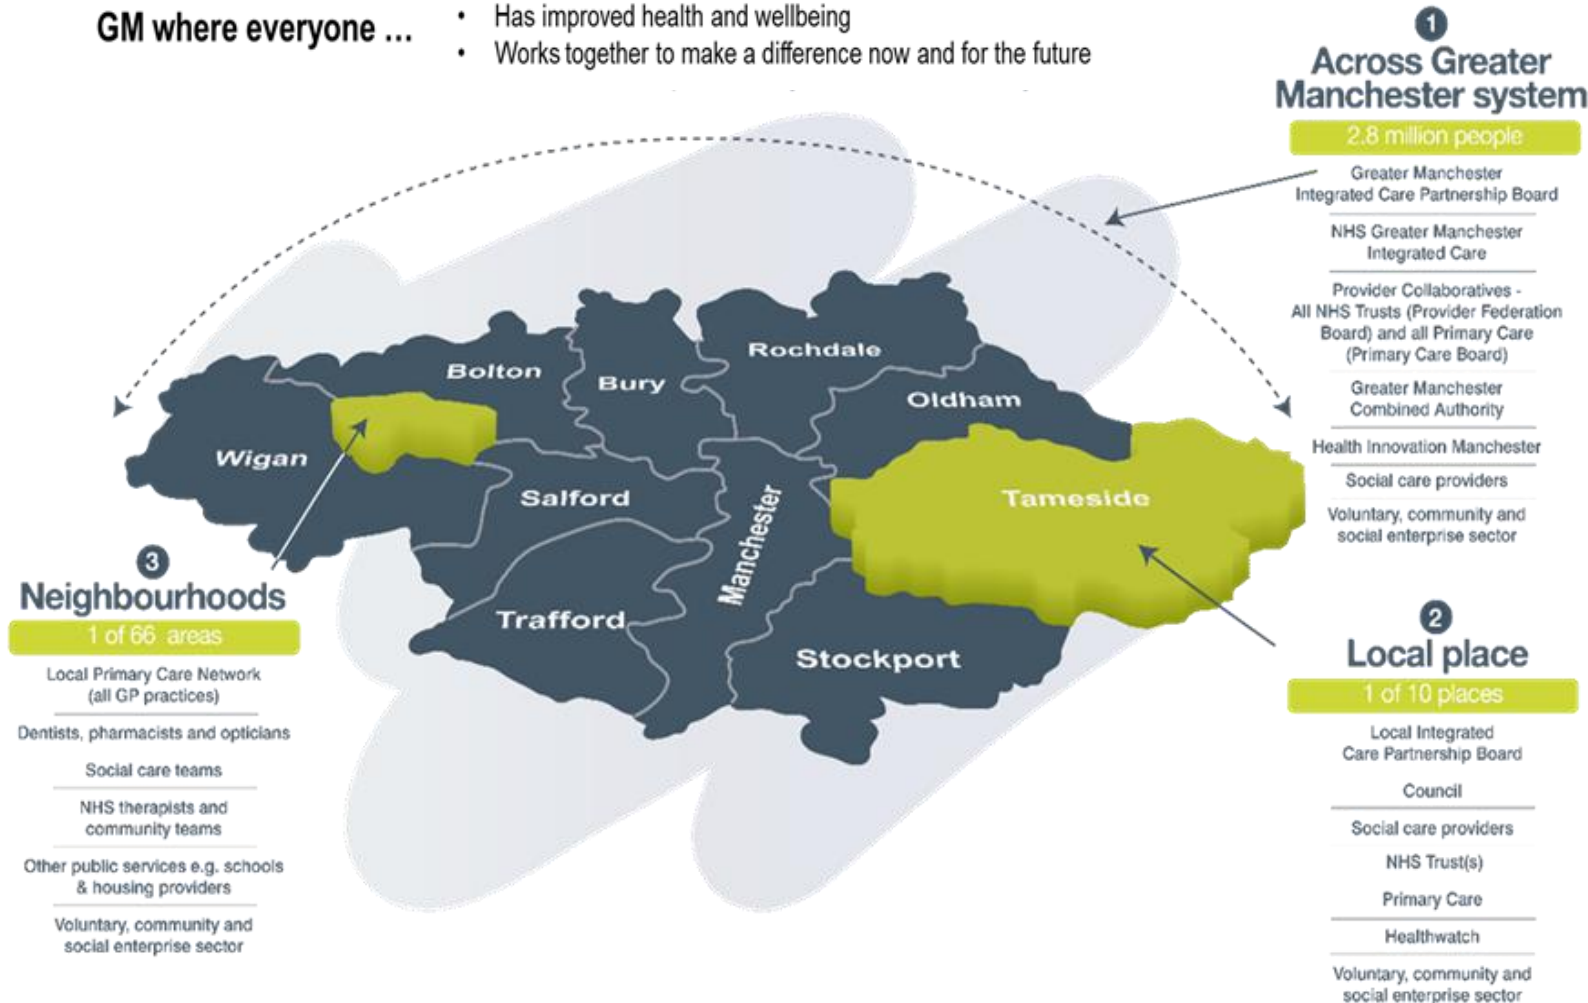 GM where everyone ...
• Has improved health and wellbeing
• Works together to make a difference now and for the future
1
Across Greater
Manchester system
2.8 million people
Greater Manchester
Integrated Care Partnership Board
NHS Greater Manchester
Integrated Care
Provider Collaboratives -
All NHS Trusts (Provider Federation
Board) and all Primary Care
(Primary Care Board)
Greater Manchester
Combined Authority
Health Innovation Manchester
Social care providers
Voluntary, community and
social enterprise sector
Wigan
Bolton
Bury
Rochdale
Oldham
Salford
Manchester
Tameside
Trafford
Stockport
2
Local place
1 of 10 places
Local Integrated
Care Partnership Board
Council
Social care providers
NHS Trust(s)
Primary Care
Healthwatch
Voluntary, community and
social enterprise sector
3
Neighbourhoods
1 of 66 areas
Local Primary Care Network
(all GP practices)
Dentists, pharmacists and opticians
Social care teams
NHS therapists and
community teams
Other public services e.g. schools
& housing providers
Voluntary, community and
social enterprise sector